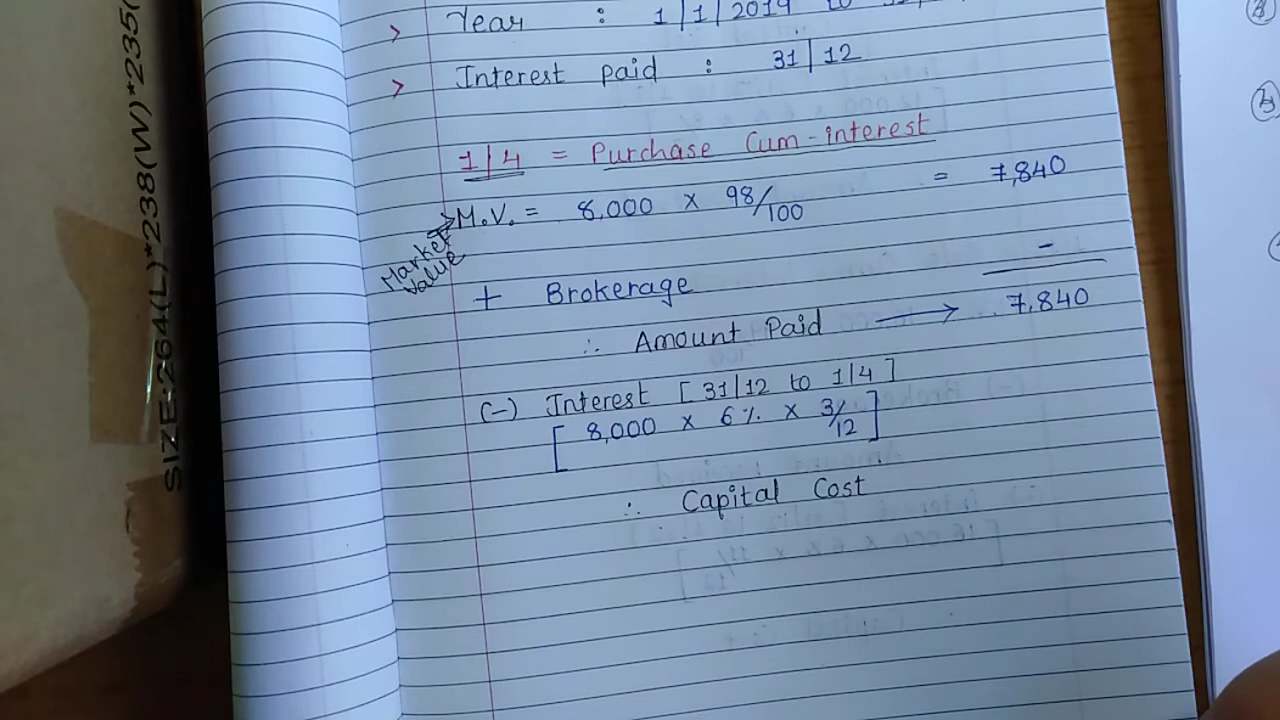 > Year : 1/1/2019 to 31/
> Interest paid : 31/12
1/4 = Purchase Cum-interest
M.V. = 8,000 x 98/100 = 7,840
Market Value
+ Brokerage -
∴ Amount Paid → 7,840
(-) Interest [31/12 to 1/4]
[8,000 x 6% x 3/12]
∴ Capital Cost
SIZE:264(L)*238(W)*235(